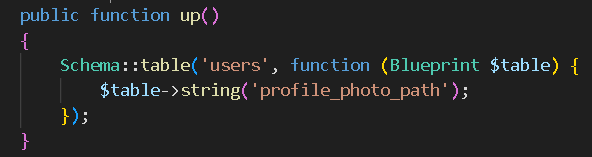 public function up()
{
    Schema::table('users', function (Blueprint $table) {
        $table->string('profile_photo_path');
    });
}